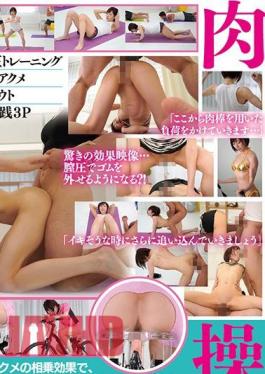 肉
トレーニング
アクメ
ウト
践3P
「ここから肉棒を用いた
負荷をかけていきます…」
驚きの効果映像…
膣圧でゴムを
外せるようになる?!
「イキそうな時にさらに追い込んでいきましょう」
操
クメの相乗効果で、